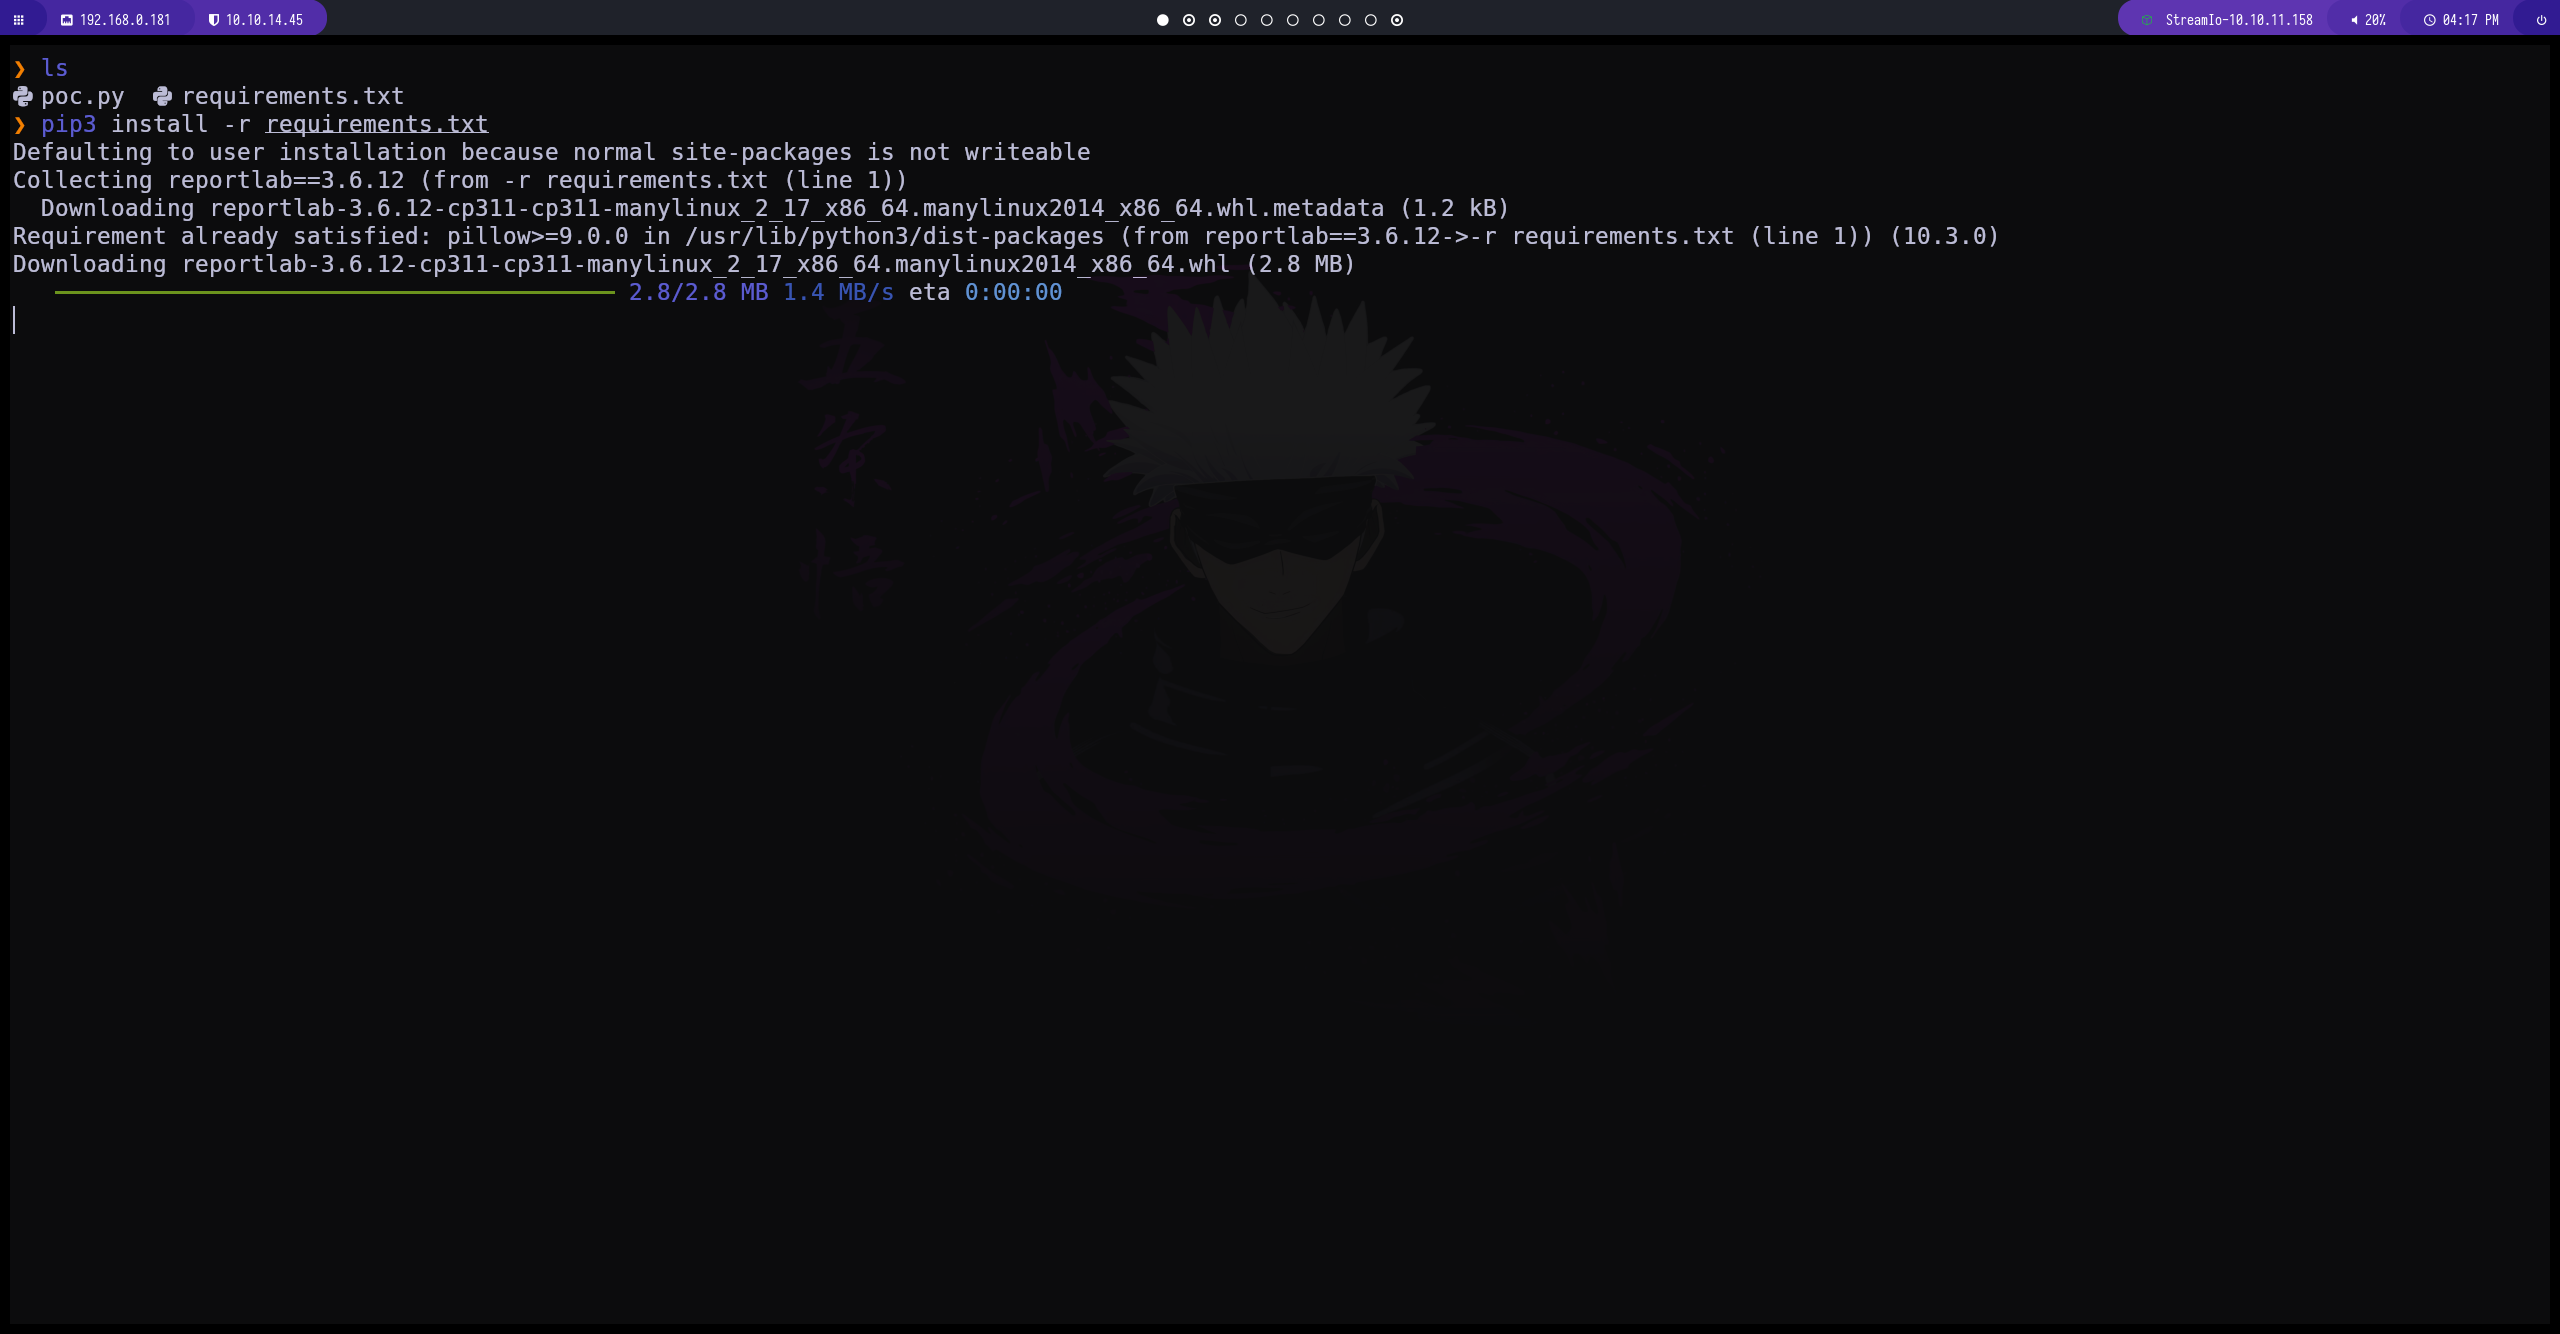 192.168.0.181 10.10.14.45 StreamIo-10.10.11.158 20% 04:17 PM
❯ ls
poc.py requirements.txt
❯ pip3 install -r requirements.txt
Defaulting to user installation because normal site-packages is not writeable
Collecting reportlab==3.6.12 (from -r requirements.txt (line 1))
  Downloading reportlab-3.6.12-cp311-cp311-manylinux_2_17_x86_64.manylinux2014_x86_64.whl.metadata (1.2 kB)
Requirement already satisfied: pillow>=9.0.0 in /usr/lib/python3/dist-packages (from reportlab==3.6.12->-r requirements.txt (line 1)) (10.3.0)
Downloading reportlab-3.6.12-cp311-cp311-manylinux_2_17_x86_64.manylinux2014_x86_64.whl (2.8 MB)
2.8/2.8 MB 1.4 MB/s eta 0:00:00
五
条
悟